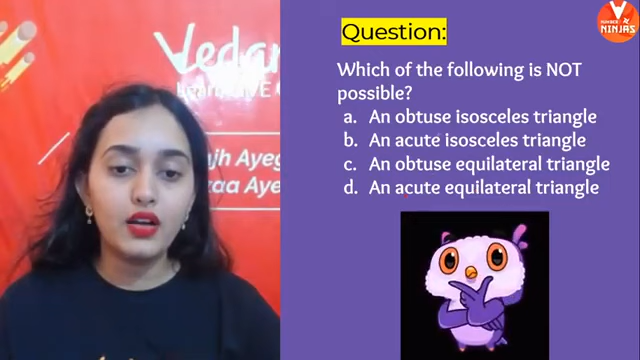 Question:
NINJAS
Which of the following is NOT
possible?
a. An obtuse isosceles triangle
b. An acute isosceles triangle
c. An obtuse equilateral triangle
d. An acute equilateral triangle
Vedan